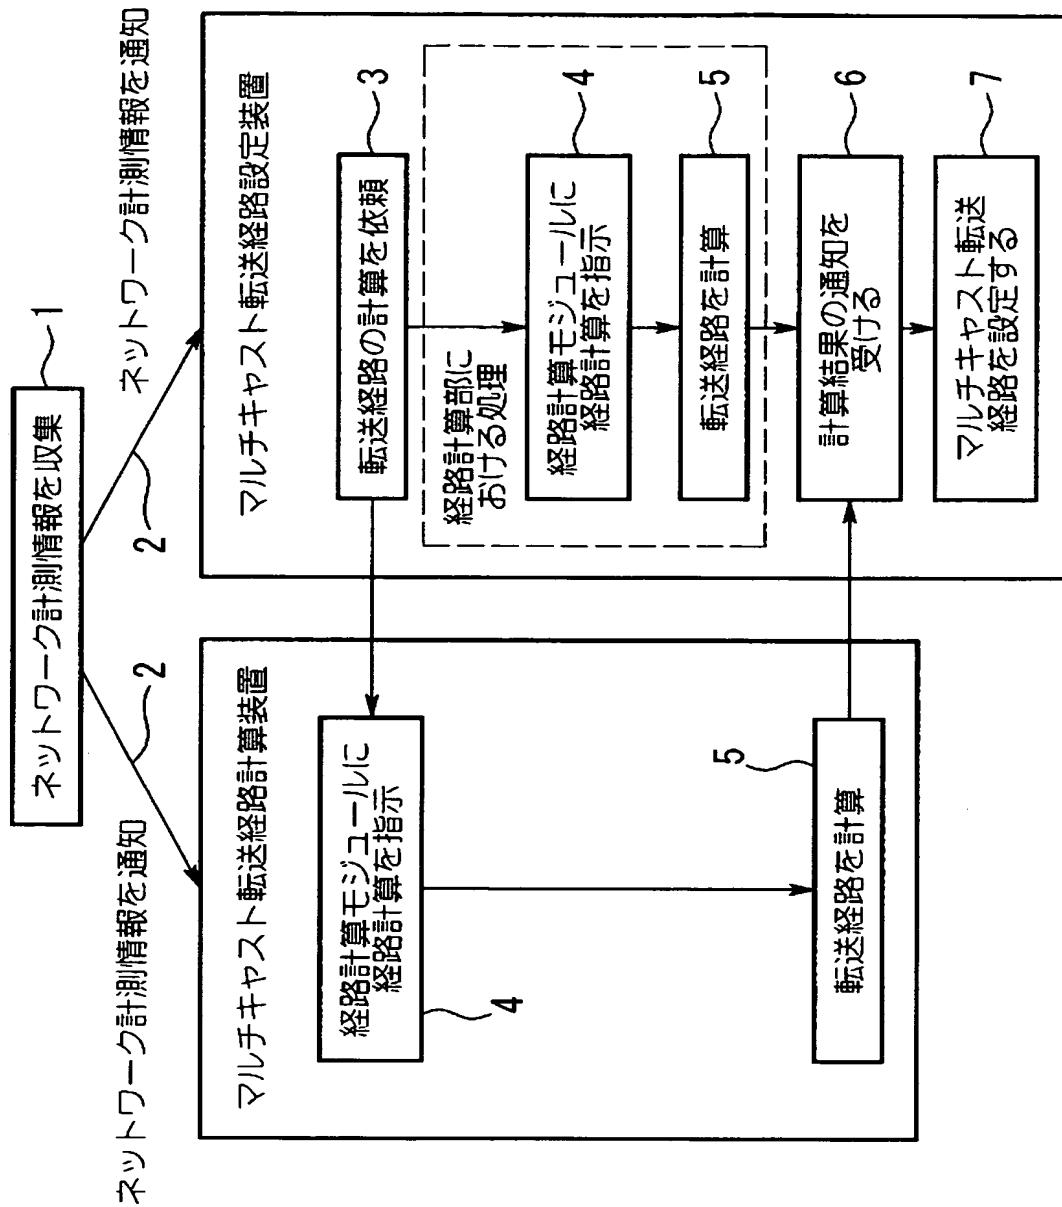 ネットワーク計測情報を収集
1
ネットワーク計測情報を通知
2
ネットワーク計測情報を通知
2
マルチキャスト転送経路計算装置
経路計算モジュールに
経路計算を指示
4
転送経路を計算
5
マルチキャスト転送経路設定装置
転送経路の計算を依頼
3
経路計算部に
おける処理
経路計算モジュールに
経路計算を指示
4
転送経路を計算
5
計算結果の通知を
受ける
6
マルチキャスト転送
経路を設定する
7